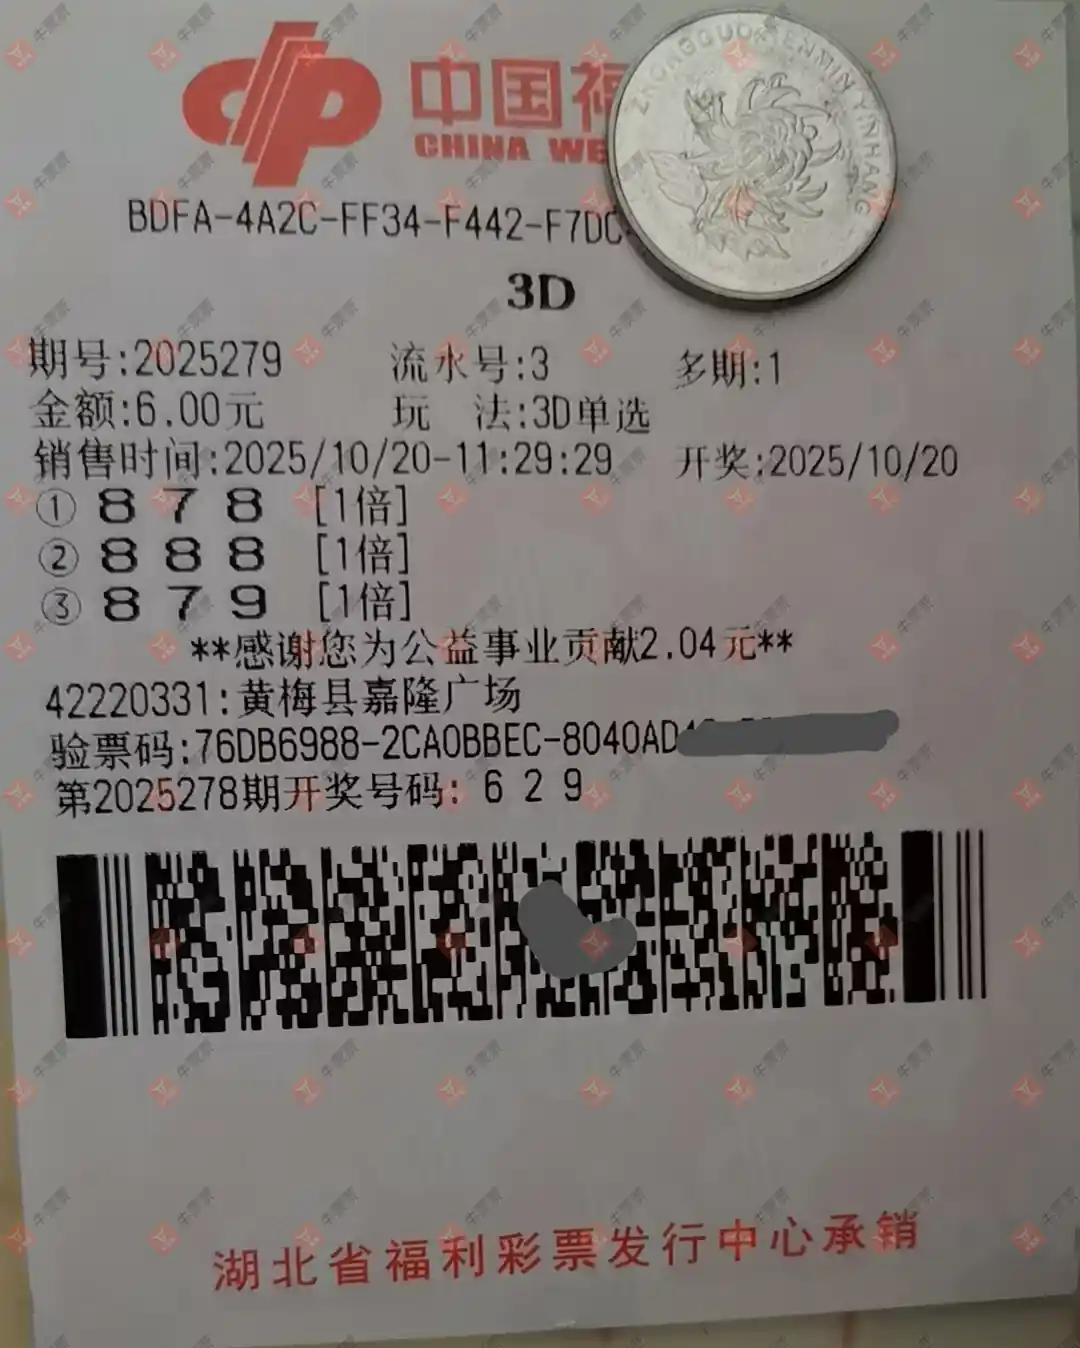 中国福
CHINA WE
ZHONGGUO RENMIN YINHANG
BDFA-4A2C-FF34-F442-F7DC
3D
期号:2025279 流水号:3 多期:1
金额:6.00元 玩 法:3D单选
销售时间:2025/10/20-11:29:29 开奖:2025/10/20
① 8 7 8 [1倍]
② 8 8 8 [1倍]
③ 8 7 9 [1倍]
**感谢您为公益事业贡献2.04元**
42220331:黄梅县嘉隆广场
验票码:76DB6988-2CA0BBEC-8040AD
第2025278期开奖号码: 6 2 9
湖北省福利彩票发行中心承销